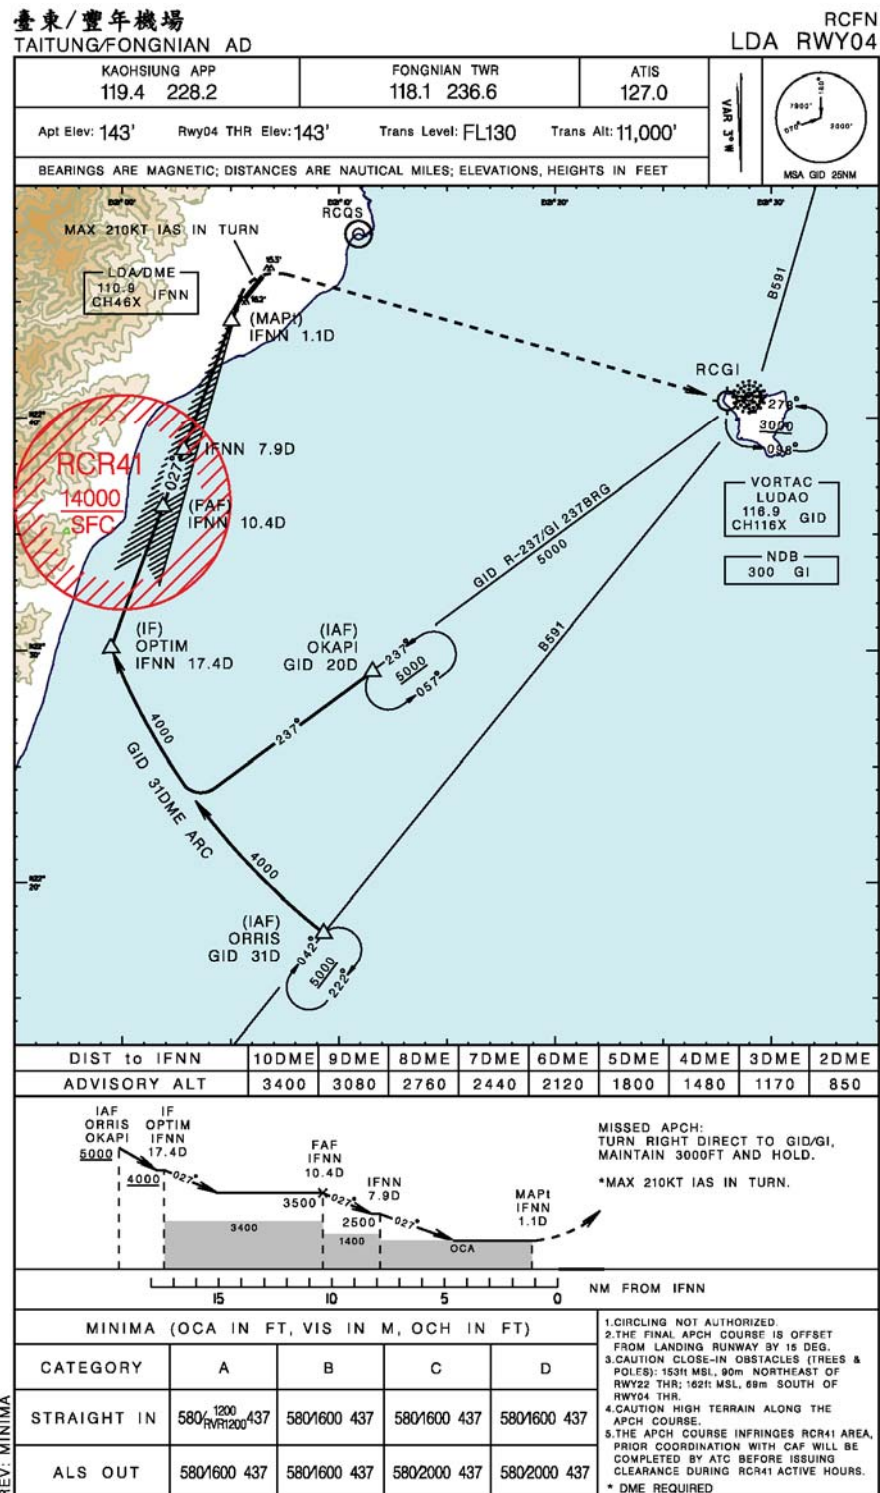 臺東/豐年機場
TAITUNG/FONGNIAN AD
RCFN
LDA RWY04
KAOHSIUNG APP
119.4 228.2
FONGNIAN TWR
118.1 236.6
ATIS
127.0
Apt Elev: 143' Rwy04 THR Elev: 143' Trans Level: FL130 Trans Alt: 11,000'
BEARINGS ARE MAGNETIC; DISTANCES ARE NAUTICAL MILES; ELEVATIONS, HEIGHTS IN FEET
VAR 3°W
MSA GID 25NM
RCQS
MAX 210KT IAS IN TURN
LDA/DME
110.9 IFNN
CH46X
(MAPt)
IFNN 1.1D
B591
RCGI
278°
3000
098°
IFNN 7.9D
RCR41
14000
SFC
027°
(FAF)
IFNN 10.4D
VORTAC
LUDAO
116.9 GID
CH116X
NDB
300 GI
GID R-237/GI 237BRG
5000
B591
(IF)
OPTIM
IFNN 17.4D
(IAF)
OKAPI
GID 20D
237°
5000
057°
237°
4000
GID 31DME ARC
4000
(IAF)
ORRIS
GID 31D
042°
5000
222°
DIST to IFNN 10DME 9DME 8DME 7DME 6DME 5DME 4DME 3DME 2DME
ADVISORY ALT 3400 3080 2760 2440 2120 1800 1480 1170 850
IAF
ORRIS
OKAPI
5000
IF
OPTIM
IFNN
17.4D
4000
027°
FAF
IFNN
10.4D
3500
027°
IFNN
7.9D
2500
027°
MAPt
IFNN
1.1D
3400
1400
OCA
MISSED APCH:
TURN RIGHT DIRECT TO GID/GI,
MAINTAIN 3000FT AND HOLD.
*MAX 210KT IAS IN TURN.
15 10 5 0 NM FROM IFNN
MINIMA (OCA IN FT, VIS IN M, OCH IN FT)
CATEGORY A B C D
STRAIGHT IN 580/1200 RVR1200 437 580/1600 437 580/1600 437 580/1600 437
ALS OUT 580/1600 437 580/1600 437 580/2000 437 580/2000 437
1.CIRCLING NOT AUTHORIZED.
2.THE FINAL APCH COURSE IS OFFSET
FROM LANDING RUNWAY BY 15 DEG.
3.CAUTION CLOSE-IN OBSTACLES (TREES &
POLES): 153ft MSL, 90m NORTHEAST OF
RWY22 THR; 162ft MSL, 69m SOUTH OF
RWY04 THR.
4.CAUTION HIGH TERRAIN ALONG THE
APCH COURSE.
5.THE APCH COURSE INFRINGES RCR41 AREA,
PRIOR COORDINATION WITH CAF WILL BE
COMPLETED BY ATC BEFORE ISSUING
CLEARANCE DURING RCR41 ACTIVE HOURS.
* DME REQUIRED
REV: MINIMA